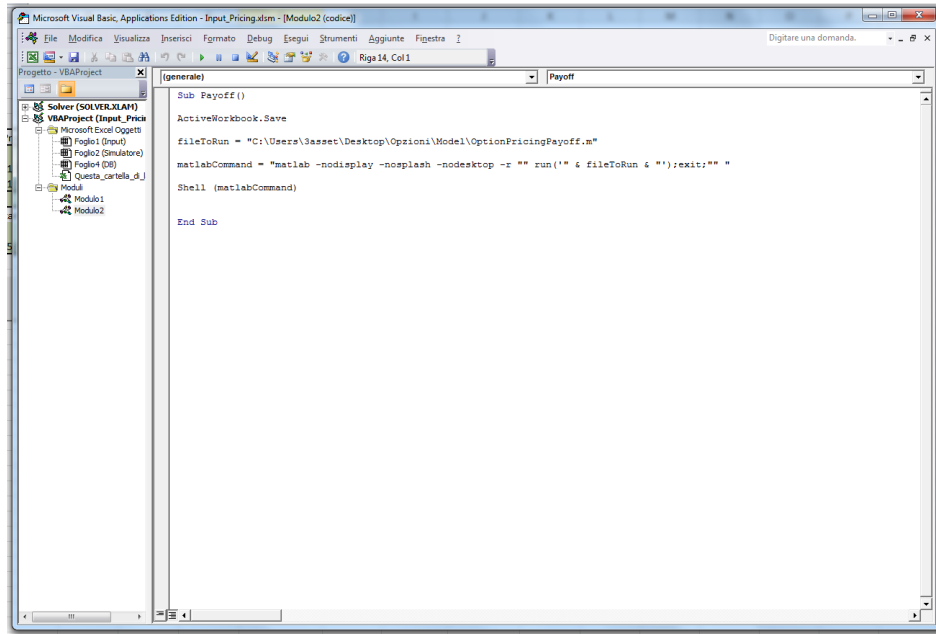 Microsoft Visual Basic, Applications Edition - Input_Pricing.xlsm - [Modulo2 (codice)]
File Modifica Visualizza Inserisci Formato Debug Esegui Strumenti Aggiunte Finestra ? Digitare una domanda.
Riga 14, Col 1
Progetto - VBAProject
(generale) Payoff
Solver (SOLVER.XLAM)
VBAProject (Input_Prici
Microsoft Excel Oggetti
Foglio1 (Input)
Foglio2 (Simulatore)
Foglio4 (DB)
Questa_cartella_di_l
Moduli
Modulo1
Modulo2
Sub Payoff()
ActiveWorkbook.Save
fileToRun = "C:\Users\3asset\Desktop\Opzioni\Model\OptionPricingPayoff.m"
matlabCommand = "matlab -nodisplay -nosplash -nodesktop -r "" run('" & fileToRun & "');exit;"" "
Shell (matlabCommand)
End Sub